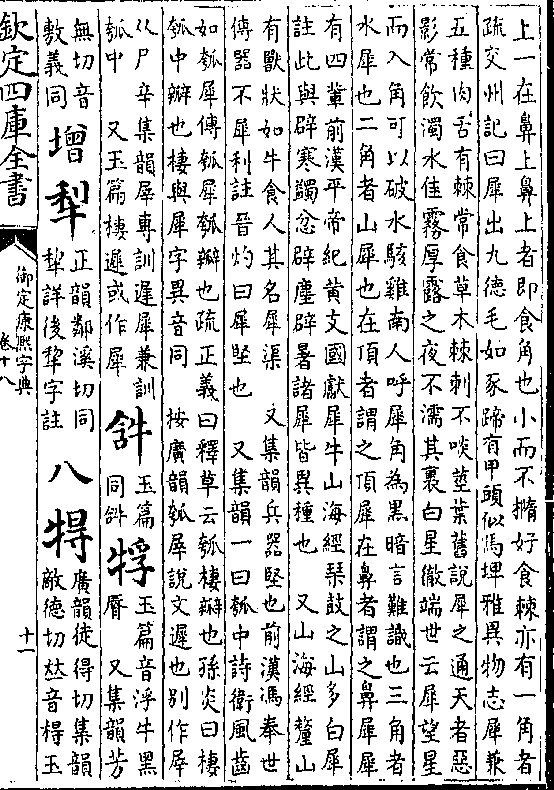 上一在鼻上鼻上者即食角也小而不橢好食棘亦有一角者
疏交州記曰犀出九德毛如豕蹄有甲頭似馬埤雅異物志犀兼
五種肉舌有棘常食草木棘刺不啖莖葉舊說犀之通天者惡
影常飲濁水佳霧厚露之夜不濡其裏白星徹端世云犀望星
而入角可以破水駭雞南人呼犀角為黑暗言難識也三角者
水犀也二角者山犀也在頂者謂之頂犀在鼻者謂之鼻犀犀
有四軰前漢平帝紀黄文國獻犀牛山海經琴鼓之山多白犀
註此與辟寒蠲忿辟塵辟暑諸犀皆異種也 又山海經釐山
有獸狀如牛食人其名犀渠 又集韻兵器堅也前漢馮奉世
傳器不犀利註晉灼曰犀堅也 又集韻一曰瓠中詩衛風齒
如瓠犀傳瓠犀瓠瓣也疏正義曰釋草云瓠棲瓣也孫炎曰棲
瓠中瓣也棲與犀字異音同 按廣韻瓠犀說文遲也别作犀
从尸辛集韻犀專訓遲犀兼訓
瓠中 又玉篇棲遲或作犀
玉篇
同觪
牸 玉篇音浮牛黑
脣 又集韻芳
無切音
敷義同
增犁 正韻鄰溪切同
犂詳後犂字註
八㝵 廣韻徒得切集韻
敵德切𠀤音㝵玉
欽定四庫全書
御定康熙字典
卷十八
十一